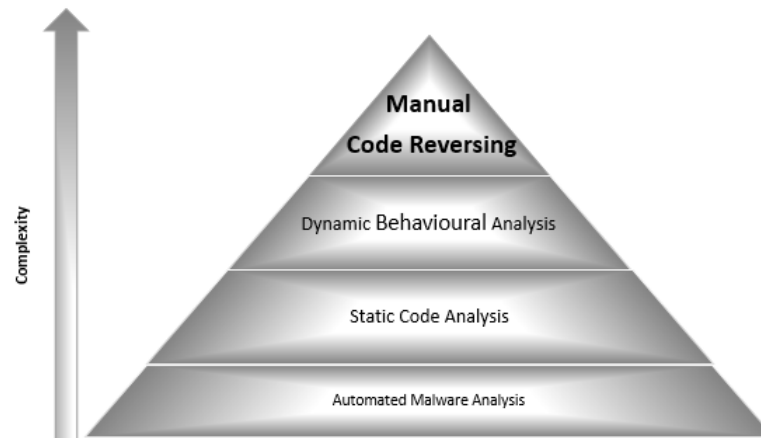 Manual
Code Reversing
Dynamic Behavioural Analysis
Complexity
Static Code Analysis
Automated Malware Analysis